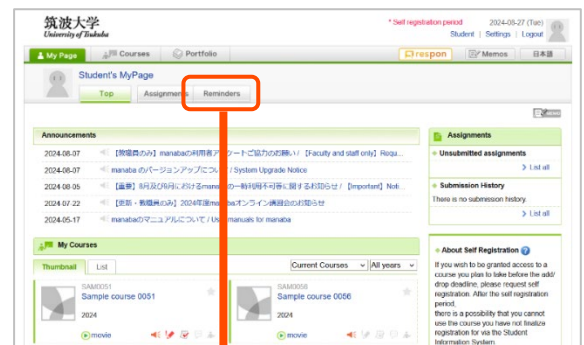 筑波大学
University of Tsukuba
* Self registration period 2024-08-27 (Tue)
Student | Settings | Logout
My Page Courses Portfolio respon Memos 日本語
Student's MyPage
Top Assignments Reminders
Announcements
2024-08-07 【教職員のみ】manabaの利用者アンケートご協力のお願い / 【Faculty and staff only】Requ...
2024-08-07 manaba のバージョンアップについて / System Upgrade Notice
2024-08-05 【重要】8月及び9月におけるmanabaの一時利用不可等に関するお知らせ / 【Important】Noti...
2024-07-22 【更新・教職員のみ】2024年度manabaオンライン講習会のお知らせ
2024-05-17 manabaのマニュアルについて / User manuals for manaba
Assignments
Unsubmitted assignments
List all
Submission History
There is no submission history.
List all
My Courses
Thumbnail List Current Courses All years
SAM0051
Sample course 0051
2024
movie
SAM0056
Sample course 0056
2024
movie
About Self Registration
If you wish to be granted access to a
course you plan to take before the add/
drop deadline, please request self
registration. After the self registration
period,
there is a possibility that you cannot
use the course you have not finalize
registration for via the Student
Information System.